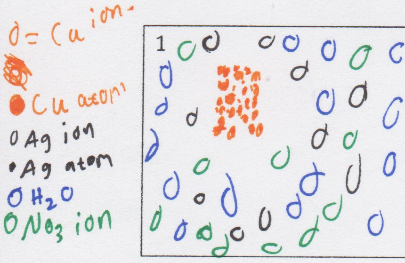 O = Cu ion.
Cu atom
O Ag ion
• Ag atom
O H2O
O No3 ion
1